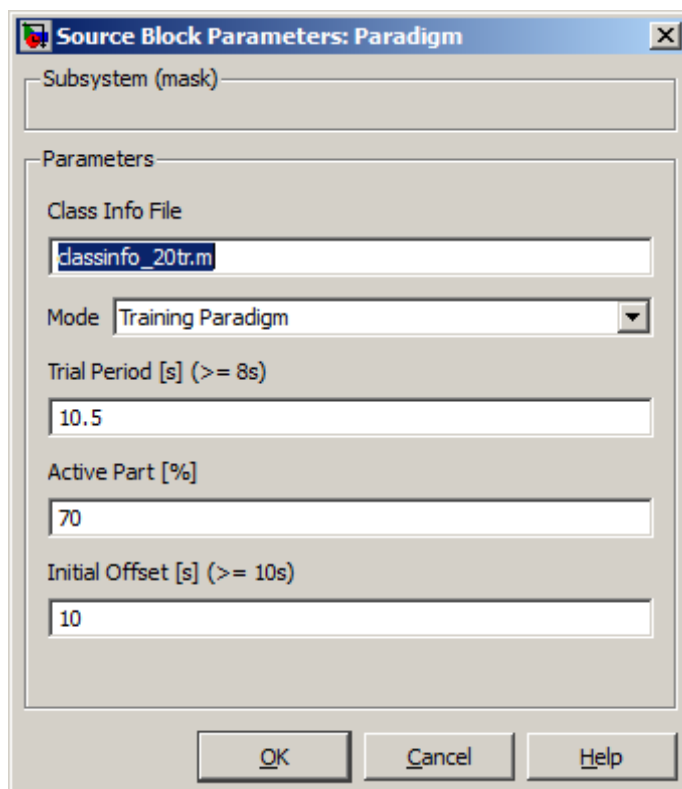 Source Block Parameters: Paradigm
Subsystem (mask)
Parameters
Class Info File
classinfo_20tr.m
Mode Training Paradigm
Trial Period [s] (>= 8s)
10.5
Active Part [%]
70
Initial Offset [s] (>= 10s)
10
OK Cancel Help